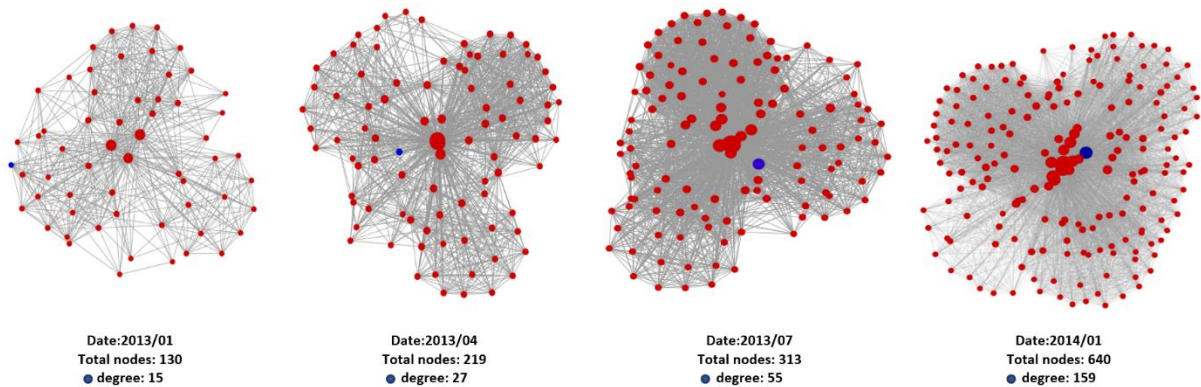 Date:2013/01
Total nodes: 130
degree: 15
Date:2013/04
Total nodes: 219
degree: 27
Date:2013/07
Total nodes: 313
degree: 55
Date:2014/01
Total nodes: 640
degree: 159